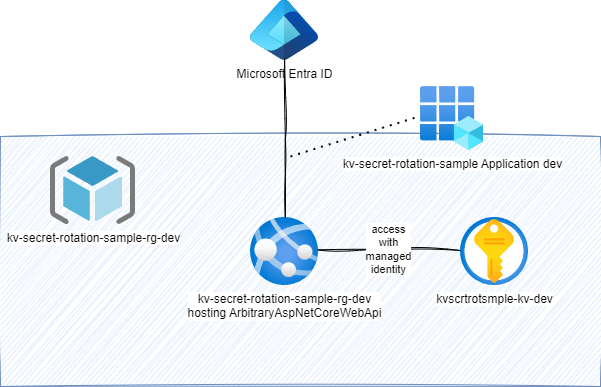 Microsoft Entra ID
kv-secret-rotation-sample Application dev
kv-secret-rotation-sample-rg-dev
access
with
managed
identity
kv-secret-rotation-sample-rg-dev
hosting ArbitraryAspNetCoreWebApi
kvscrtrotsmple-kv-dev